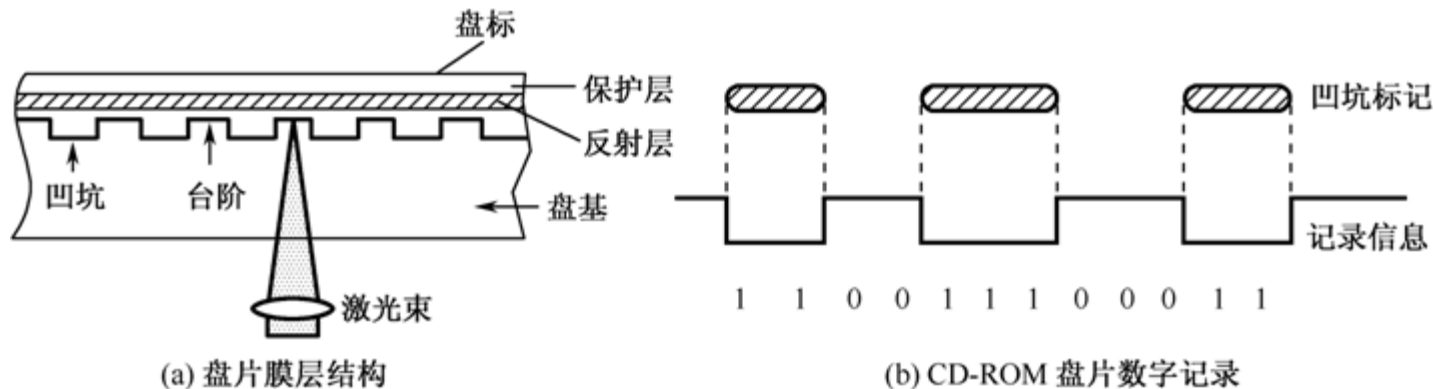 盘标
保护层
反射层
凹坑
台阶
盘基
激光束
(a) 盘片膜层结构
凹坑标记
记录信息
1 1 0 0 1 1 1 0 0 0 1 1
(b) CD-ROM 盘片数字记录